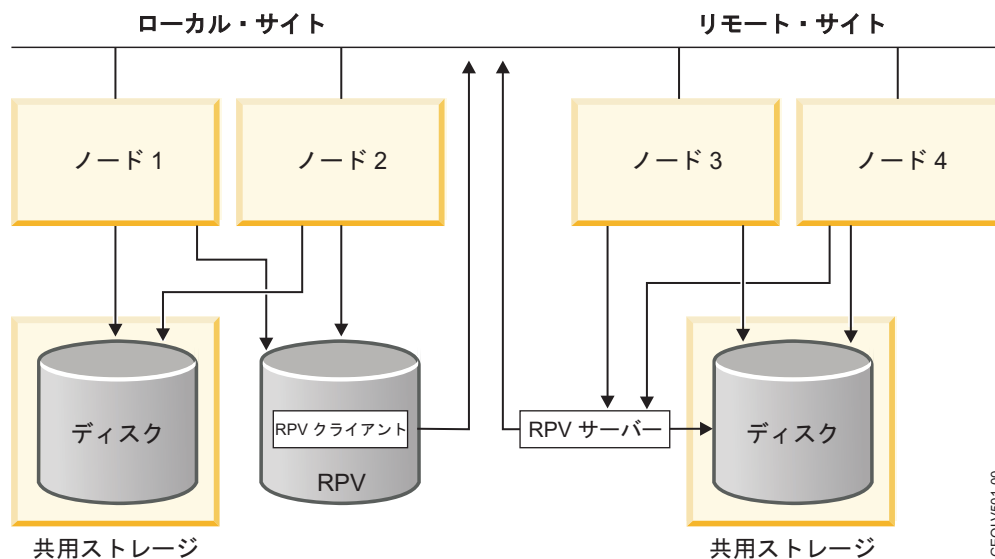 ローカル・サイト
リモート・サイト
ノード 1
ノード 2
ノード 3
ノード 4
ディスク
RPV クライアント
RPV
RPV サーバー
ディスク
共用ストレージ
共用ストレージ